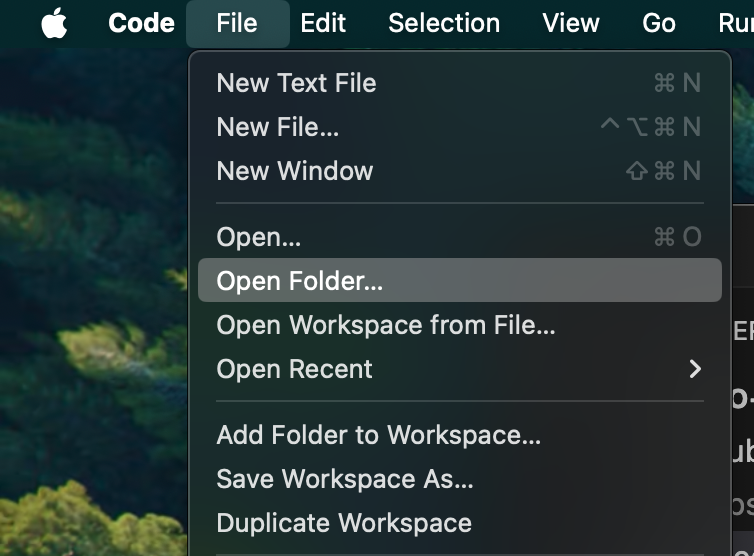 Code File Edit Selection View Go Ru
New Text File ⌘ N
New File... ^ ⌥ ⌘ N
New Window ⇧ ⌘ N
Open... ⌘ O
Open Folder...
Open Workspace from File...
Open Recent
Add Folder to Workspace...
Save Workspace As...
Duplicate Workspace